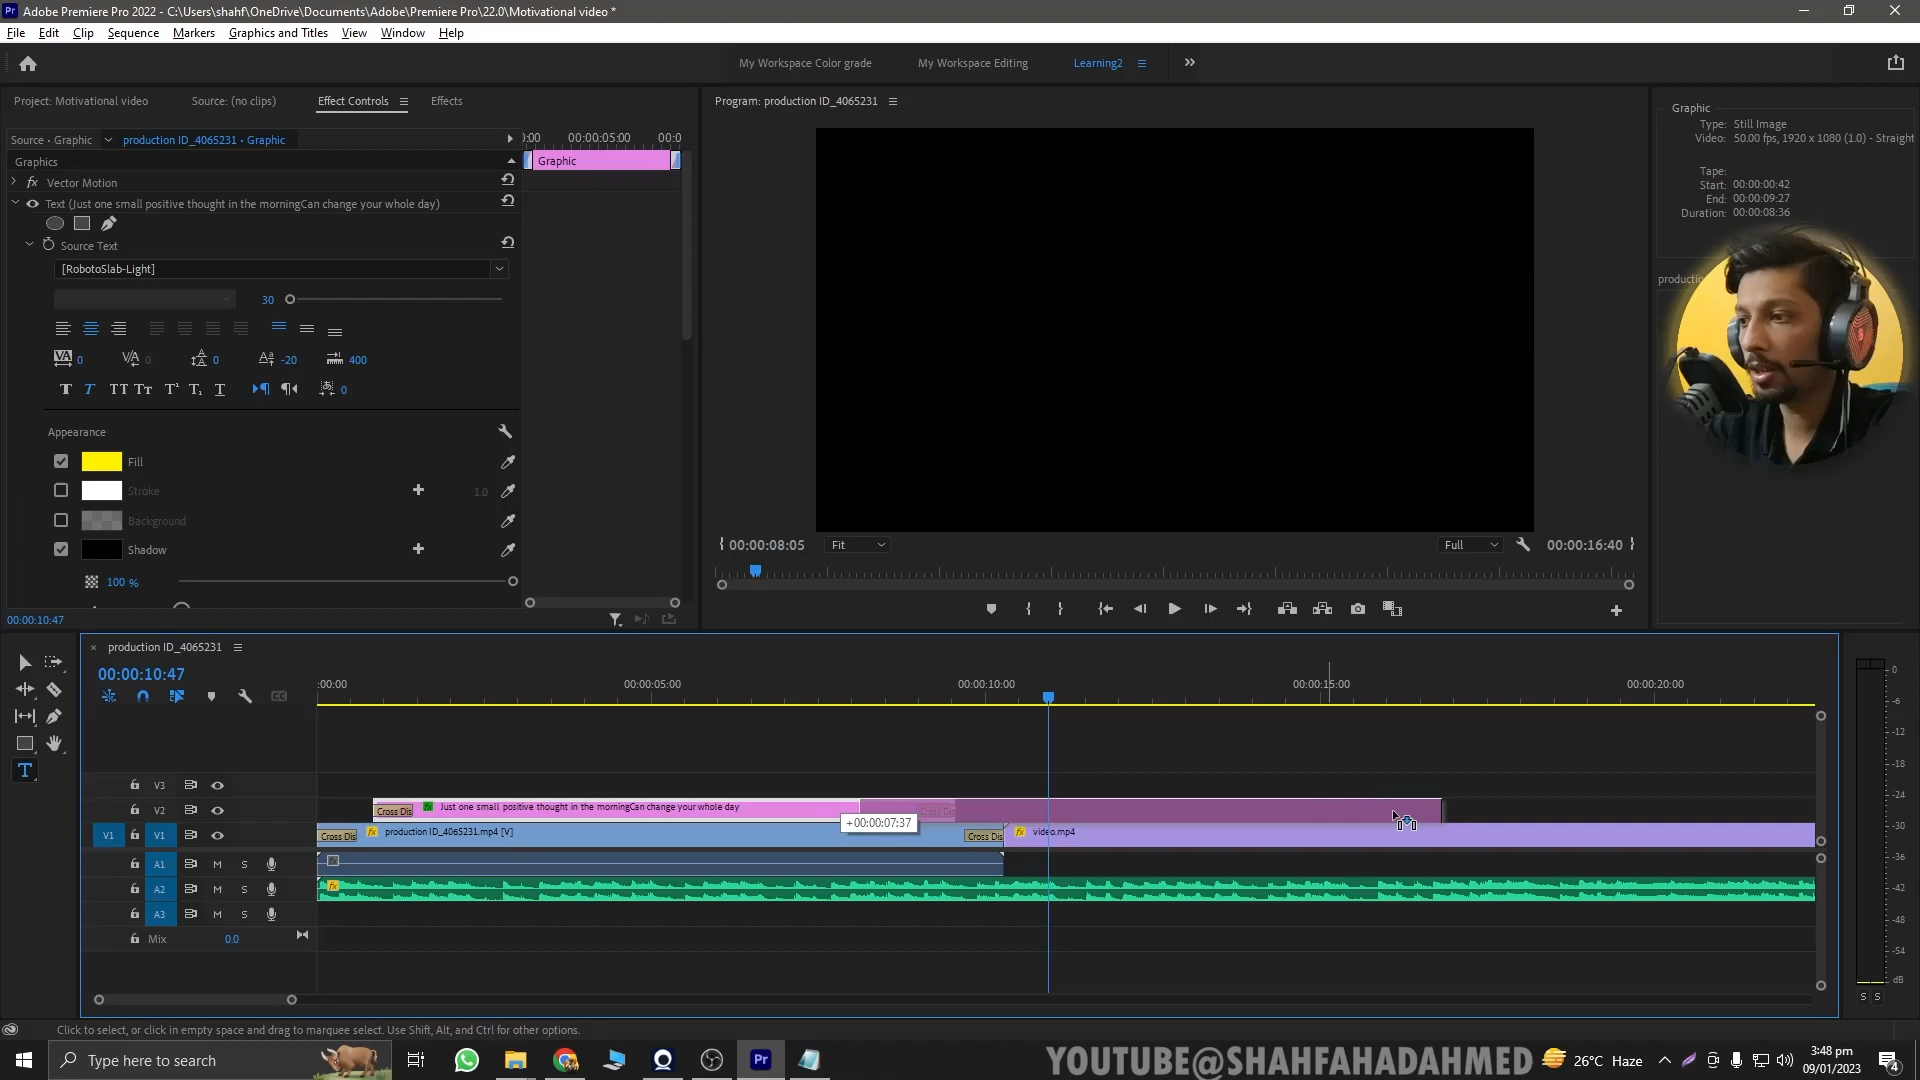 Pr Adobe Premiere Pro 2022 - C:\Users\shahf\OneDrive\Documents\Adobe\Premiere Pro\22.0\Motivational video *
File Edit Clip Sequence Markers Graphics and Titles View Window Help
My Workspace Color grade My Workspace Editing Learning2
Project: Motivational video Source: (no clips) Effect Controls Effects
Program: production ID_4065231
Graphic
Type: Still Image
Video: 50.00 fps, 1920 x 1080 (1.0) - Straight
Tape:
Start: 00:00:00:42
End: 00:00:09:27
Duration: 00:00:08:36
Source • Graphic production ID_4065231 • Graphic
00:00:05:00
Graphics
Graphic
fx Vector Motion
Text (Just one small positive thought in the morningCan change your whole day)
Source Text
[RobotoSlab-Light]
30
0 0 0 -20 400
0
Appearance
Fill
Stroke 1.0
Background
Shadow
100 %
00:00:10:47
00:00:08:05 Fit Full 00:00:16:40
production ID_4065231
00:00:10:47
:00:00 00:00:05:00 00:00:10:00 00:00:15:00 00:00:20:00
V3
V2 Cross Dis Just one small positive thought in the morningCan change your whole day Cross Dis
+00:00:07:37
V1 V1 Cross Dis fx production ID_4065231.mp4 [V] Cross Dis fx video.mp4
A1 M S
A2 M S fx
A3 M S
Mix 0.0
0
-6
-12
-18
-24
-30
-36
-42
-48
-54
dB
S S
Click to select, or click in empty space and drag to marquee select. Use Shift, Alt, and Ctrl for other options.
Type here to search
Pr
YOUTUBE@SHAHFAHADAHMED
26°C Haze
3:48 pm
09/01/2023
4